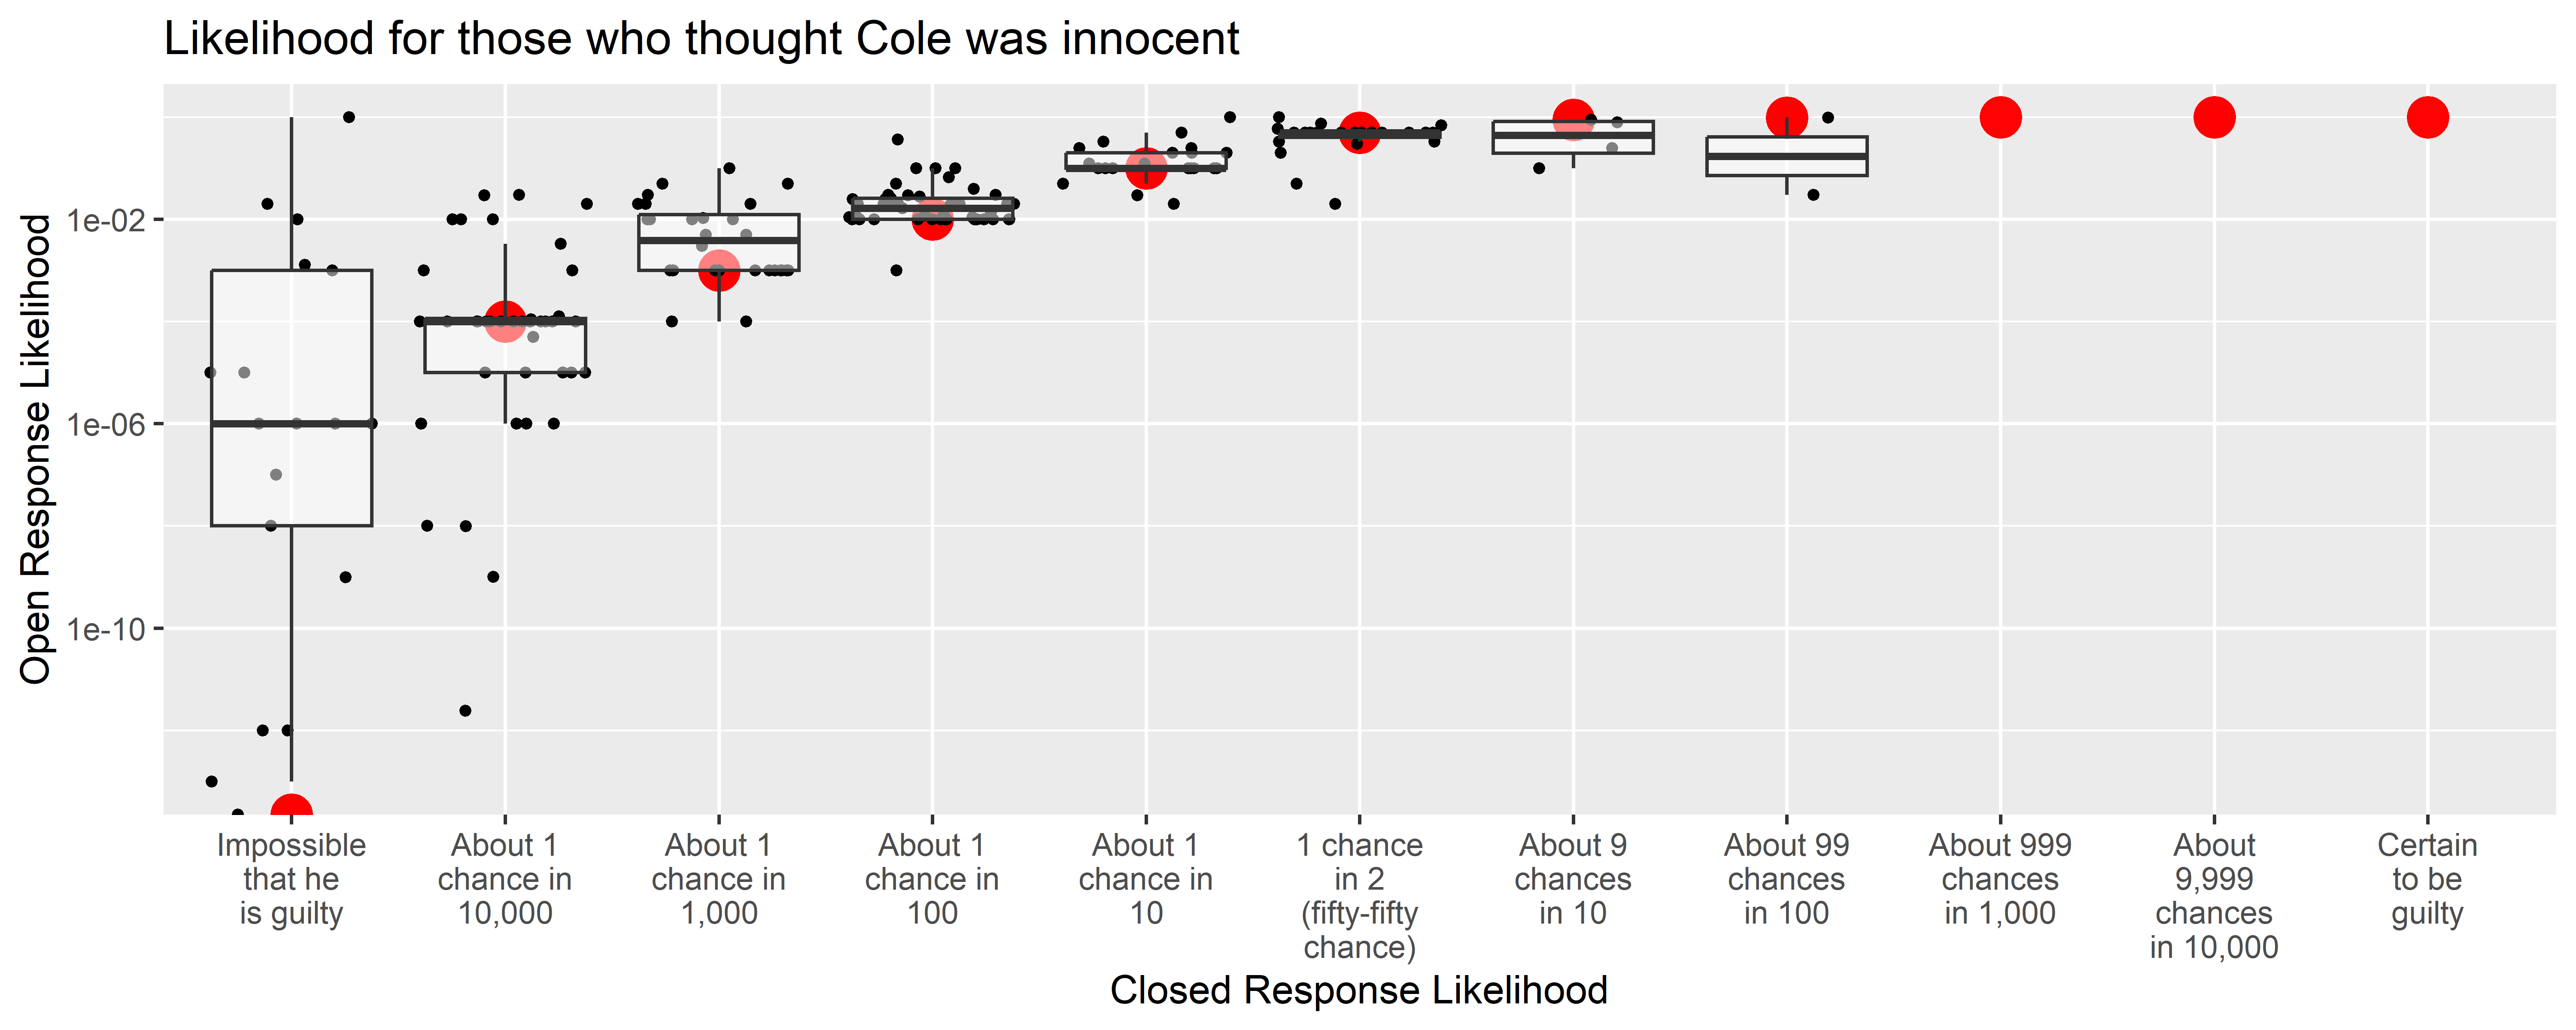 Likelihood for those who thought Cole was innocent
Open Response Likelihood
1e-02
1e-06
1e-10
Impossible
that he
is guilty
About 1
chance in
10,000
About 1
chance in
1,000
About 1
chance in
100
About 1
chance in
10
1 chance
in 2
(fifty-fifty
chance)
About 9
chances
in 10
About 99
chances
in 100
About 999
chances
in 1,000
About
9,999
chances
in 10,000
Certain
to be
guilty
Closed Response Likelihood